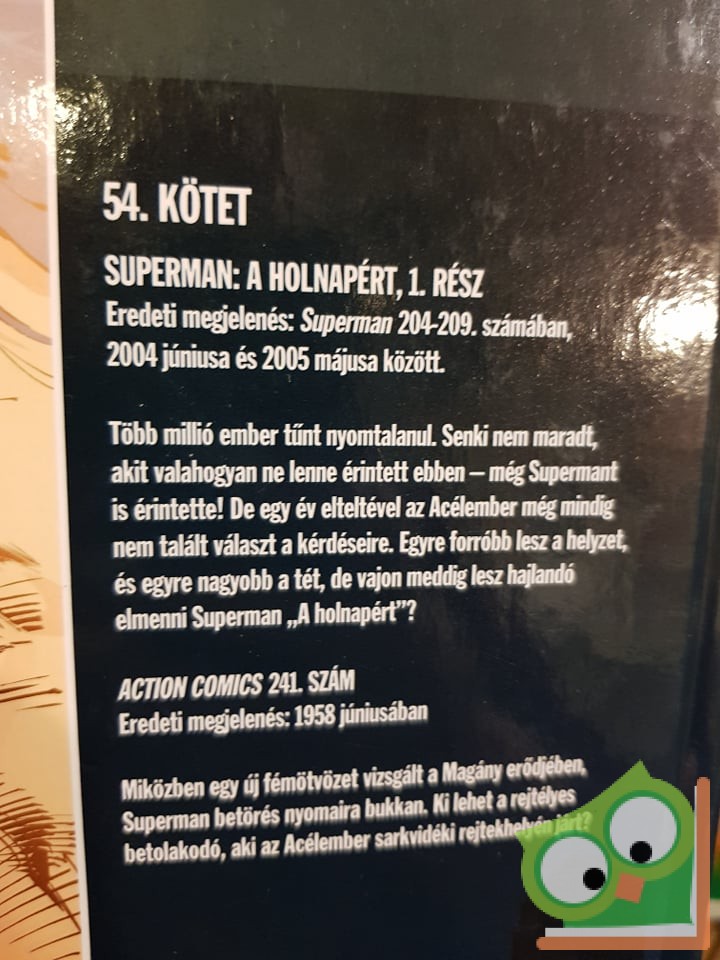 54. KÖTET
SUPERMAN: A HOLNAPÉRT, 1. RÉSZ
Eredeti megjelenés: Superman 204-209. számában,
2004 júniusa és 2005 májusa között.
Több millió ember tűnt nyomtalanul. Senki nem maradt,
akit valahogyan ne lenne érintett ebben – még Supermant
is érintette! De egy év elteltével az Acélember még mindig
nem talált választ a kérdéseire. Egyre forróbb lesz a helyzet,
és egyre nagyobb a tét, de vajon meddig lesz hajlandó
elmenni Superman „A holnapért”?
ACTION COMICS 241. SZÁM
Eredeti megjelenés: 1958 júniusában
Miközben egy új fémötvözet vizsgált a Magány erődjében,
Superman betörés nyomaira bukkan. Ki lehet a rejtélyes
betolakodó, aki az Acélember sarkvidéki rejtekhelyén járt?